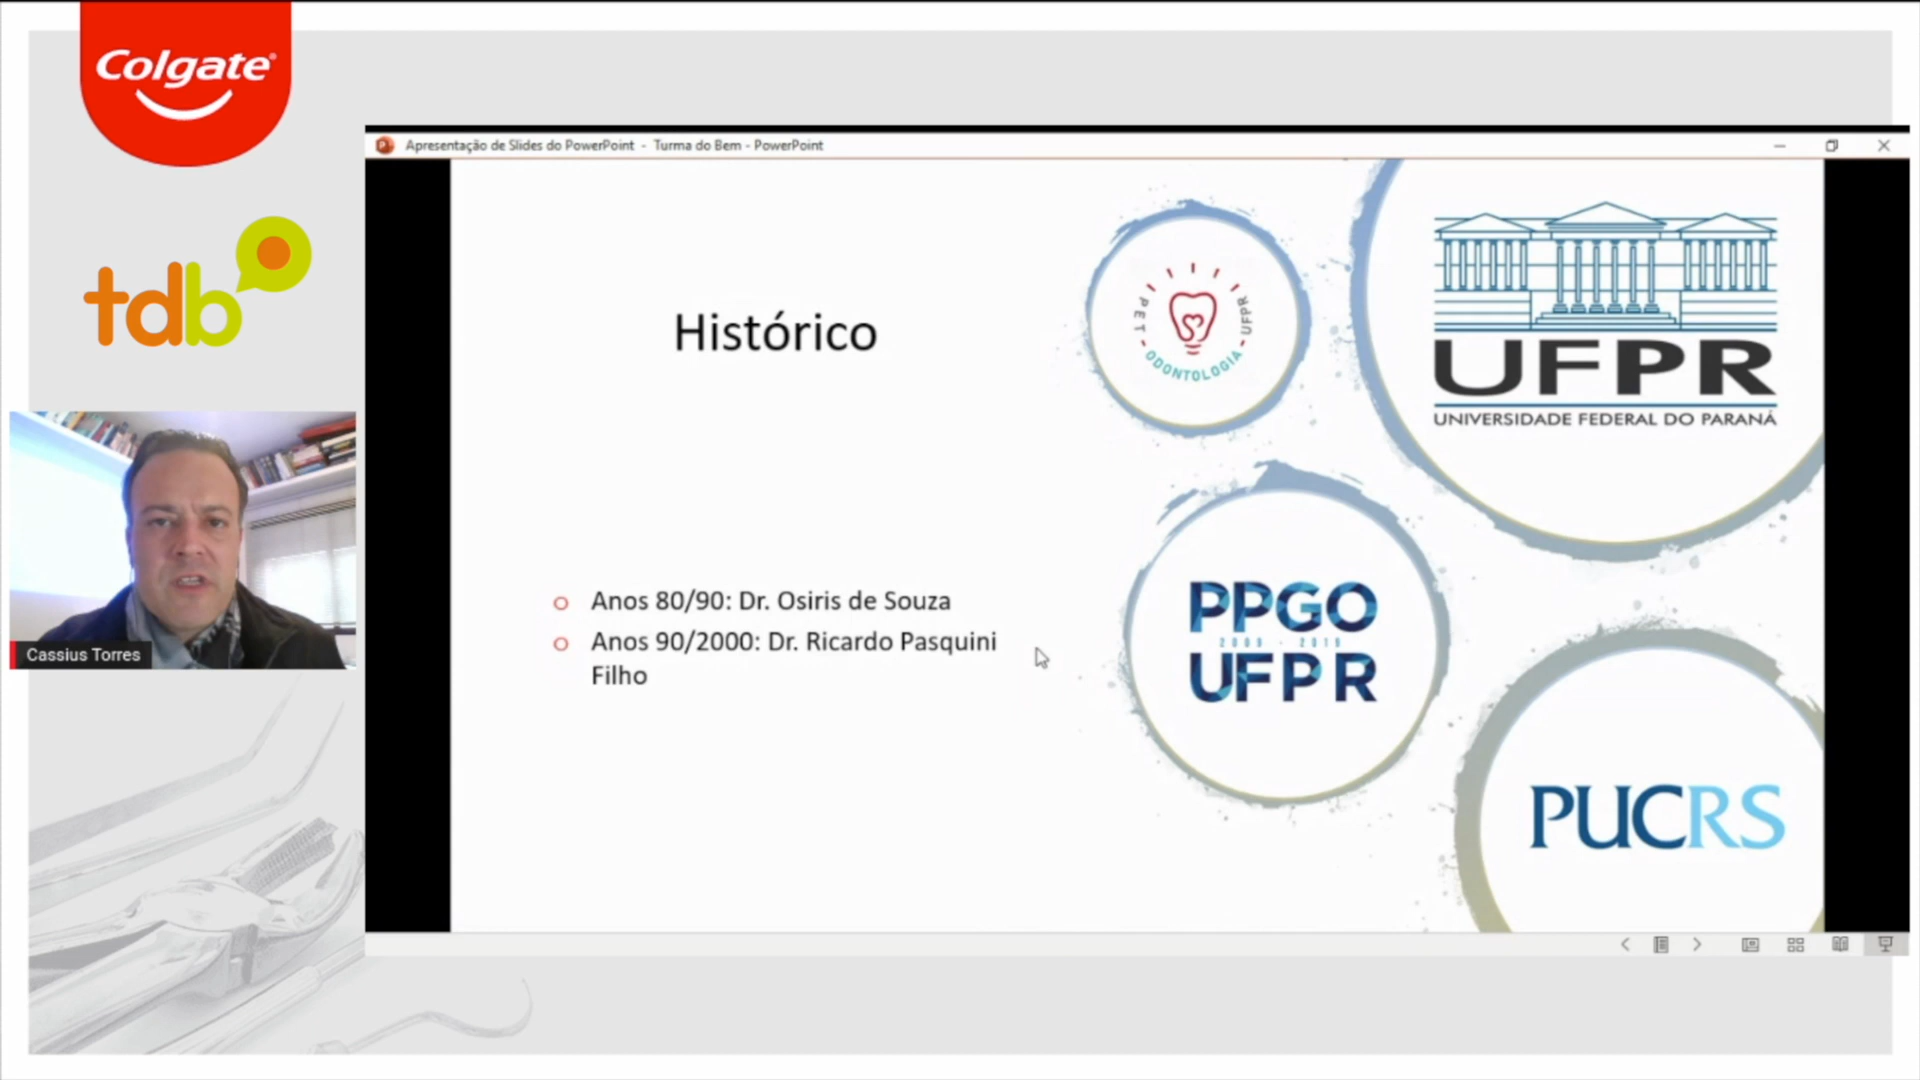 Colgate
tdb
Apresentação de Slides do PowerPoint - Turma do Bem - PowerPoint
Histórico
PET - ODONTOLOGIA - UFPR
UFPR
UNIVERSIDADE FEDERAL DO PARANÁ
Anos 80/90: Dr. Osiris de Souza
Anos 90/2000: Dr. Ricardo Pasquini
Filho
Cassius Torres
PPGO
UFPR
PUCRS